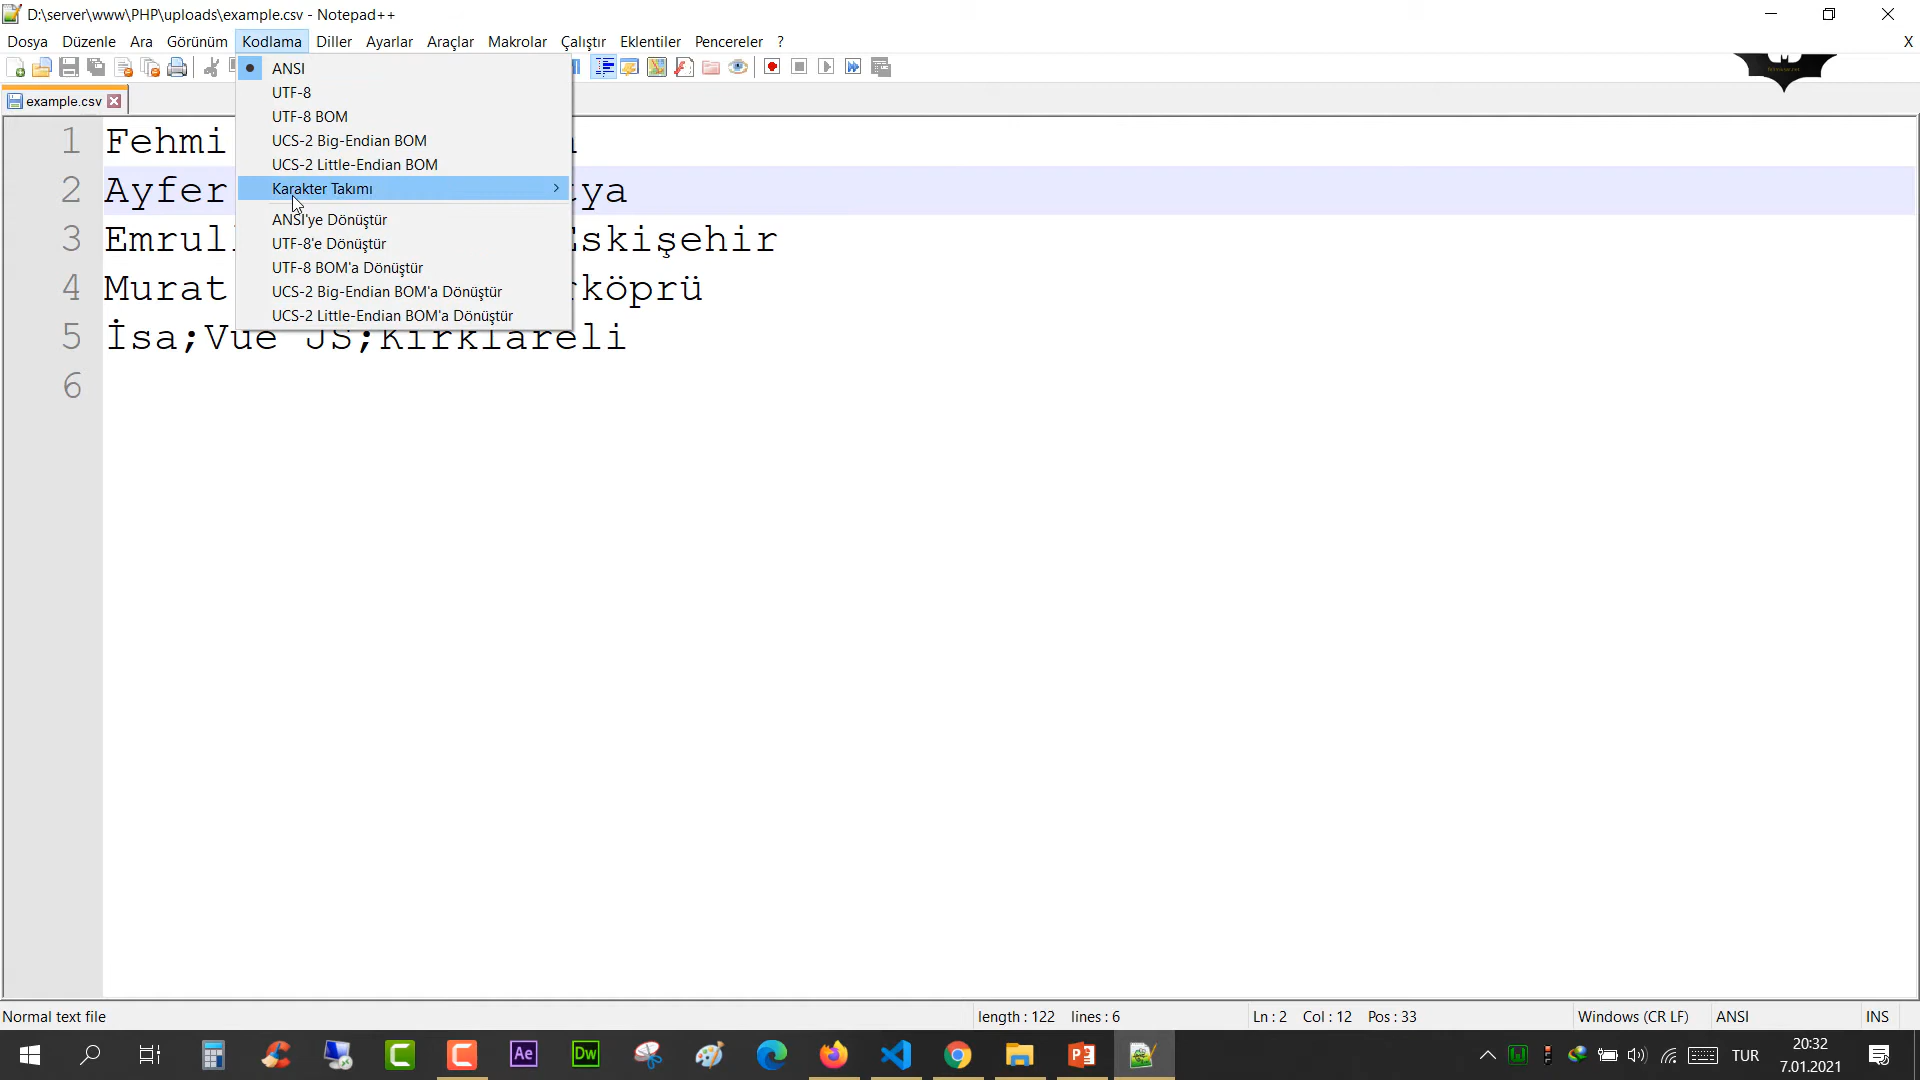 D:\server\www\PHP\uploads\example.csv - Notepad++
Dosya Düzenle Ara Görünüm Kodlama Diller Ayarlar Araçlar Makrolar Çalıştır Eklentiler Pencereler ? X
example.csv
ANSI
UTF-8
UTF-8 BOM
UCS-2 Big-Endian BOM
UCS-2 Little-Endian BOM
Karakter Takımı
ANSI'ye Dönüştür
UTF-8'e Dönüştür
UTF-8 BOM'a Dönüştür
UCS-2 Big-Endian BOM'a Dönüştür
UCS-2 Little-Endian BOM'a Dönüştür
1 Fehmi
2 Ayfer ya
3 Emrul Eskişehir
4 Murat köprü
5 İsa;Vue JS;Kırklareli
6
Normal text file length : 122 lines : 6 Ln : 2 Col : 12 Pos : 33 Windows (CR LF) ANSI INS
Ae Dw TUR 20:32
7.01.2021